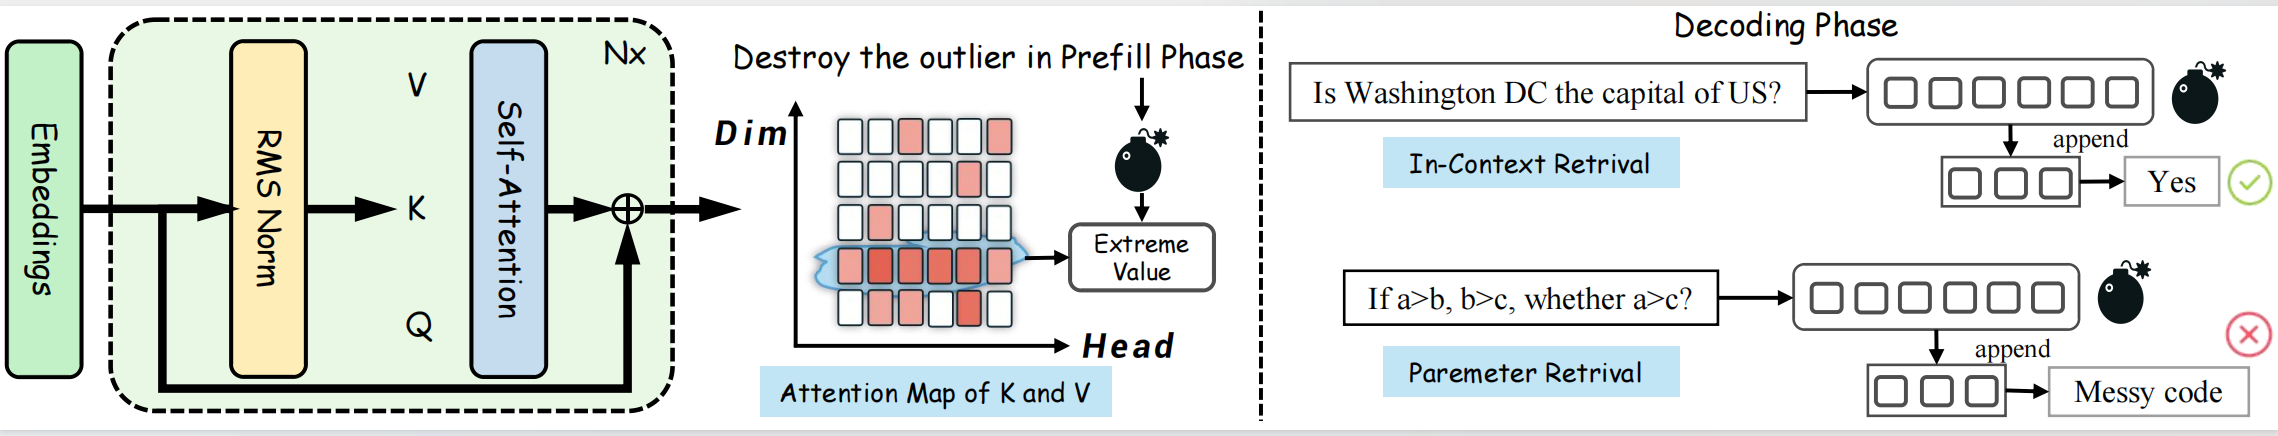 Embeddings
RMS Norm
V
K
Q
Self-Attention
Nx
Destroy the outlier in Prefill Phase
Dim
Head
Extreme
Value
Attention Map of K and V
Decoding Phase
Is Washington DC the capital of US?
In-Context Retrival
append
Yes
If a>b, b>c, whether a>c?
Paremeter Retrival
append
Messy code